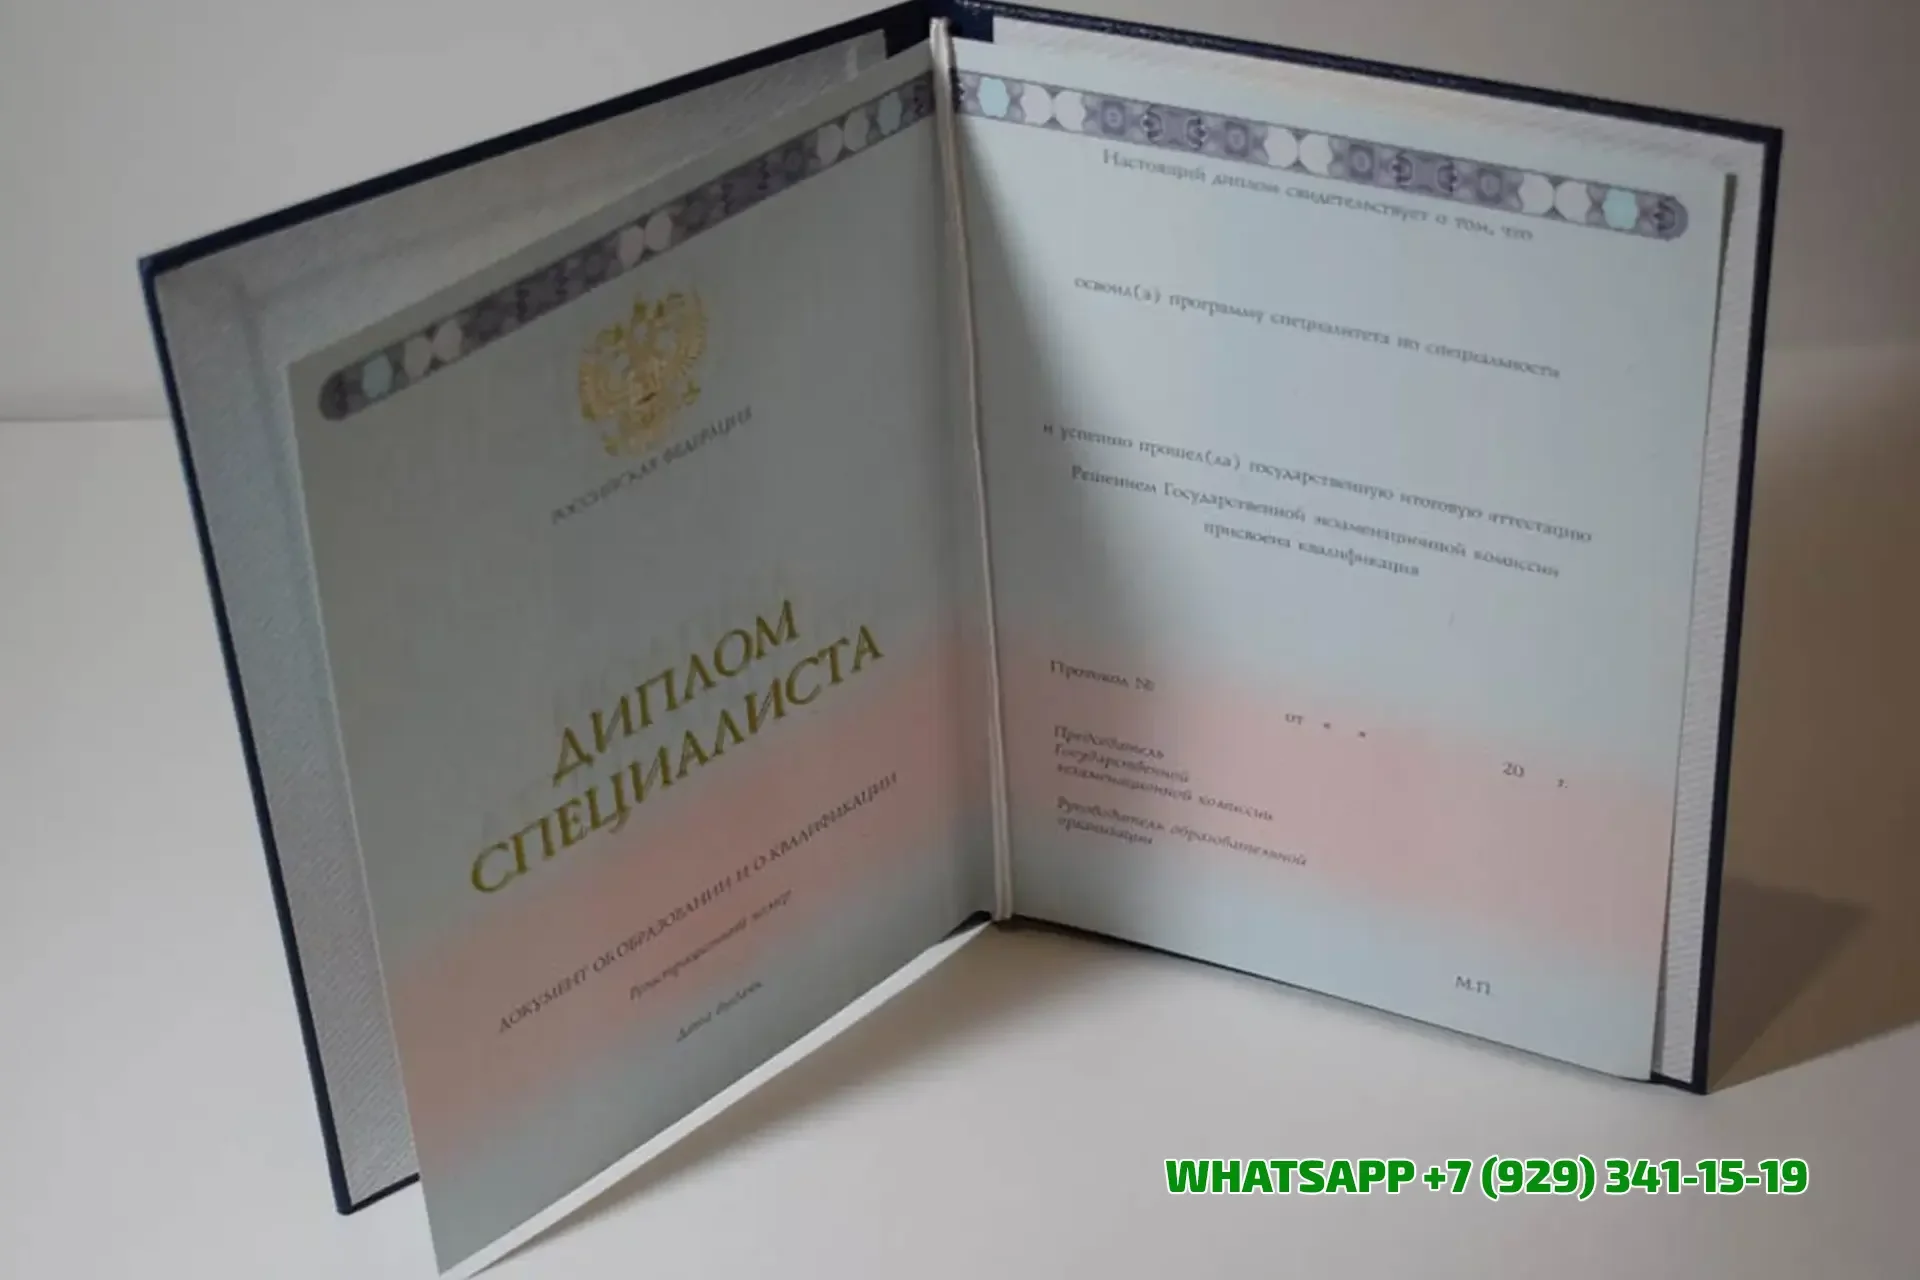 РОССИЙСКАЯ ФЕДЕРАЦИЯ
ДИПЛОМ
СПЕЦИАЛИСТА
ДОКУМЕНТ ОБ ОБРАЗОВАНИИ И О КВАЛИФИКАЦИИ
Регистрационный номер
Дата выдачи
Настоящий диплом свидетельствует о том, что
освоил(а) программу специалитета по специальности
и успешно прошел(ла) государственную итоговую аттестацию
Решением Государственной экзаменационной комиссии
присвоена квалификация
Протокол №
от « »
20 г.
Председатель
Государственной
экзаменационной комиссии
Руководитель образовательной
организации
М.П.
WHATSAPP +7 (929) 341-15-19